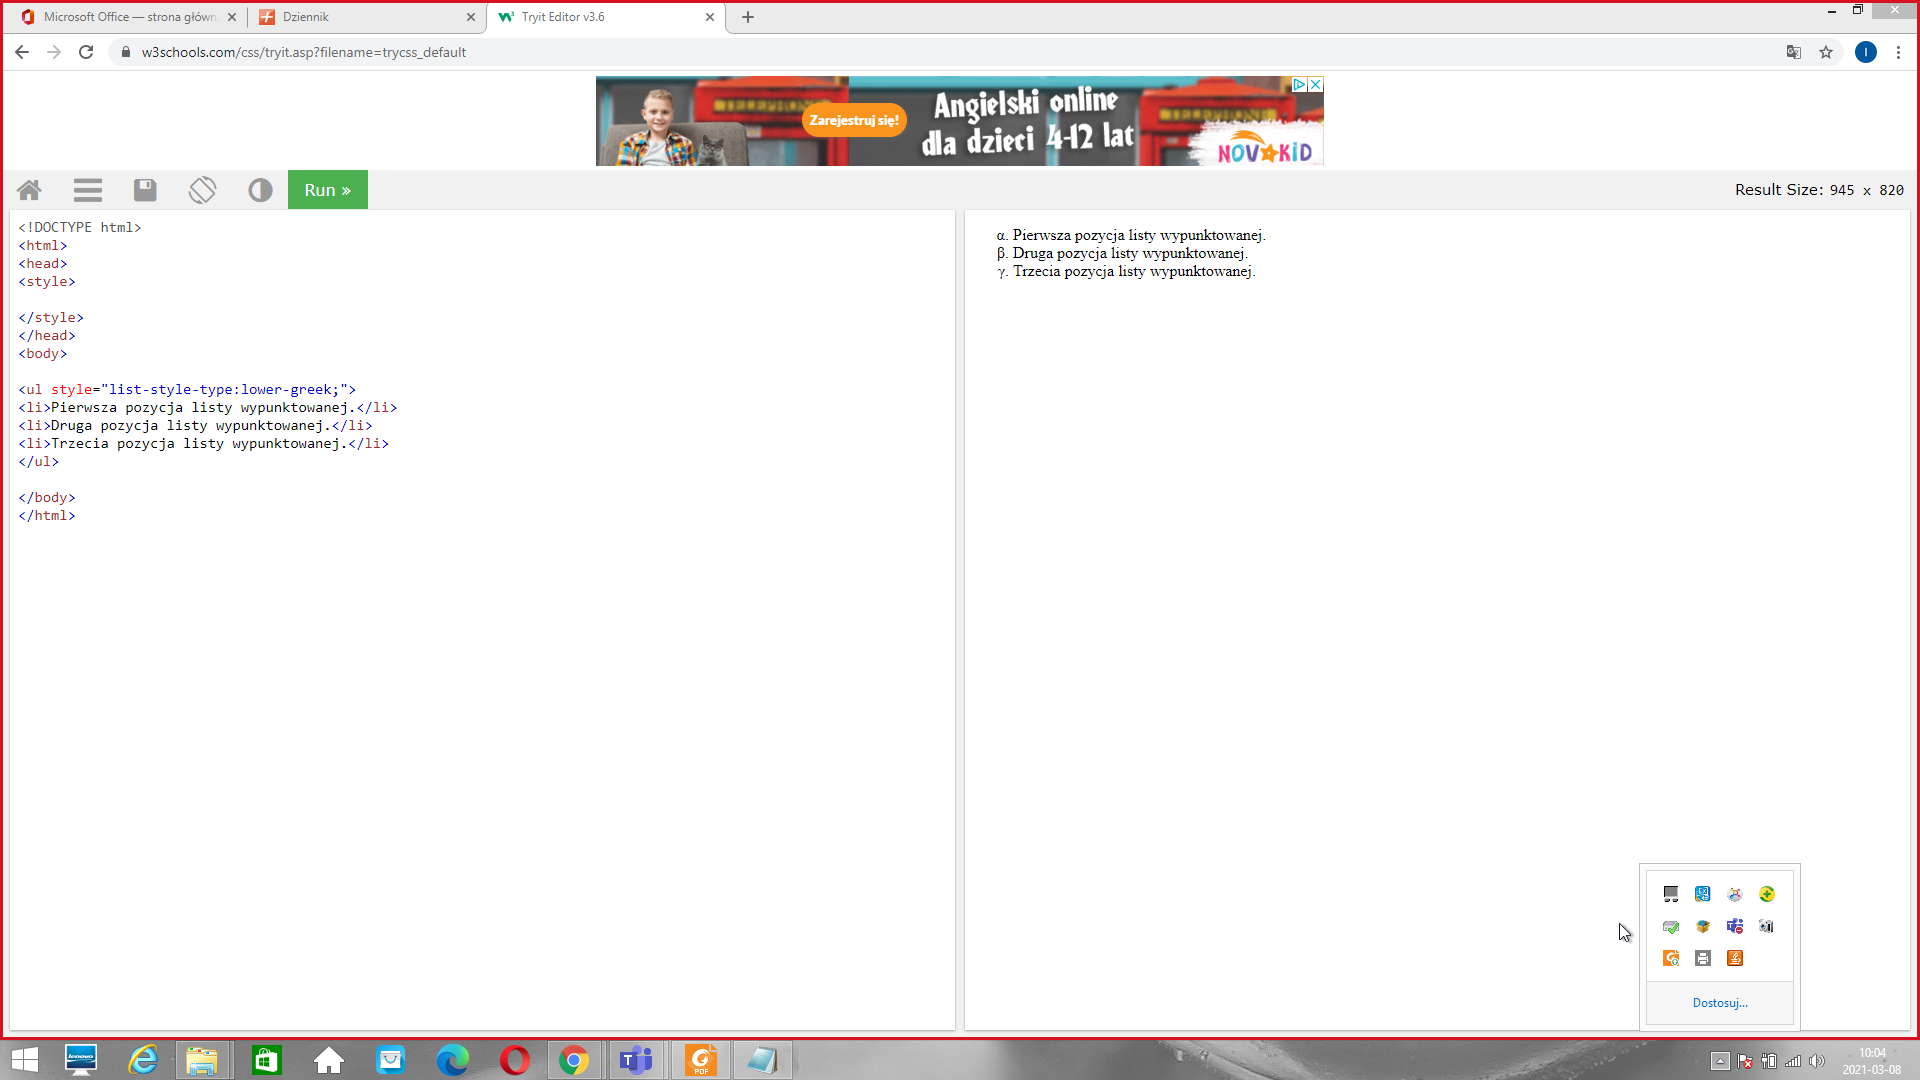 Microsoft Office — strona główn
Dziennik
Tryit Editor v3.6
w3schools.com/css/tryit.asp?filename=trycss_default
I
Zarejestruj się!
Angielski online
dla dzieci 4-12 lat
NOVAKID
Run »
Result Size: 945 x 820
<!DOCTYPE html>
<html>
<head>
<style>
</style>
</head>
<body>
<ul style="list-style-type:lower-greek;">
<li>Pierwsza pozycja listy wypunktowanej.</li>
<li>Druga pozycja listy wypunktowanej.</li>
<li>Trzecia pozycja listy wypunktowanej.</li>
</ul>
</body>
</html>
α. Pierwsza pozycja listy wypunktowanej.
β. Druga pozycja listy wypunktowanej.
γ. Trzecia pozycja listy wypunktowanej.
Dostosuj...
lenovo
PDF
10:04
2021-03-08